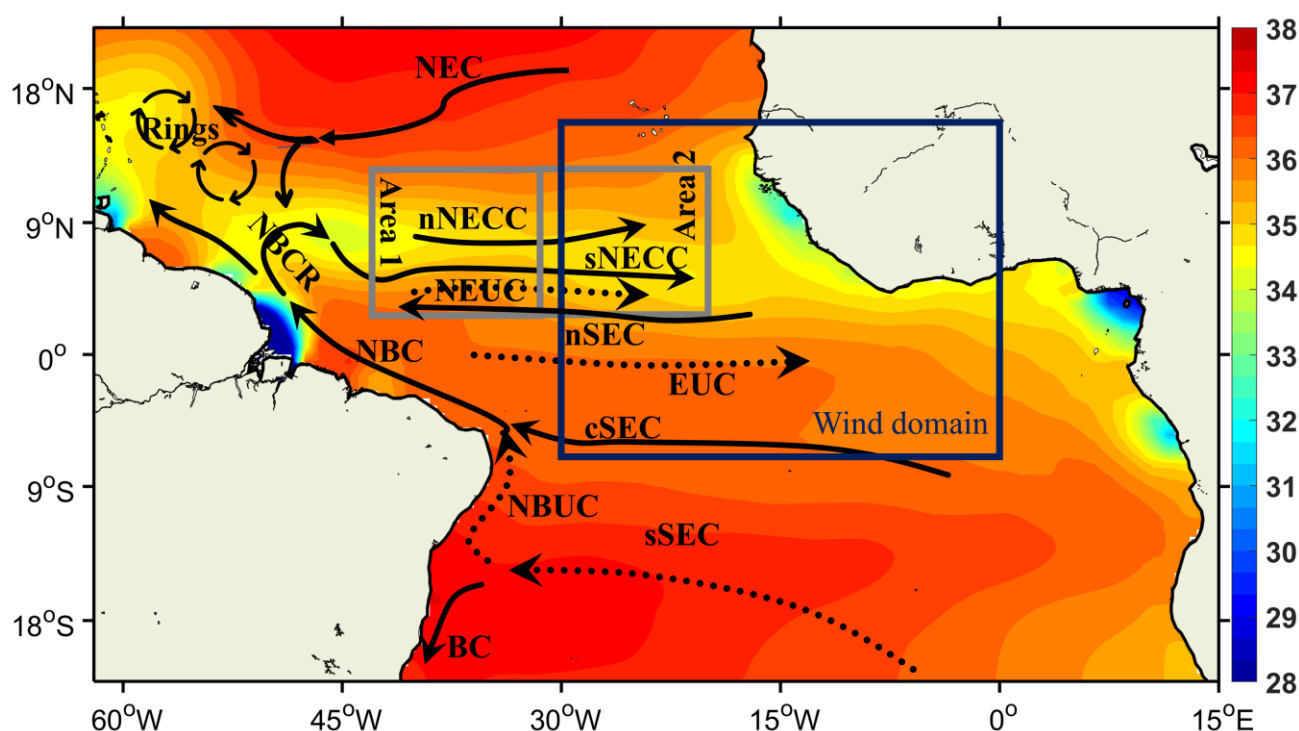 NEC
Rings
Area 1
Area 2
nNECC
NBCR
sNECC
NEUC
nSEC
NBC
EUC
cSEC
Wind domain
NBUC
sSEC
BC
18°N
9°N
0°
9°S
18°S
60°W
45°W
30°W
15°W
0°
15°E
38
37
36
35
34
33
32
31
30
29
28